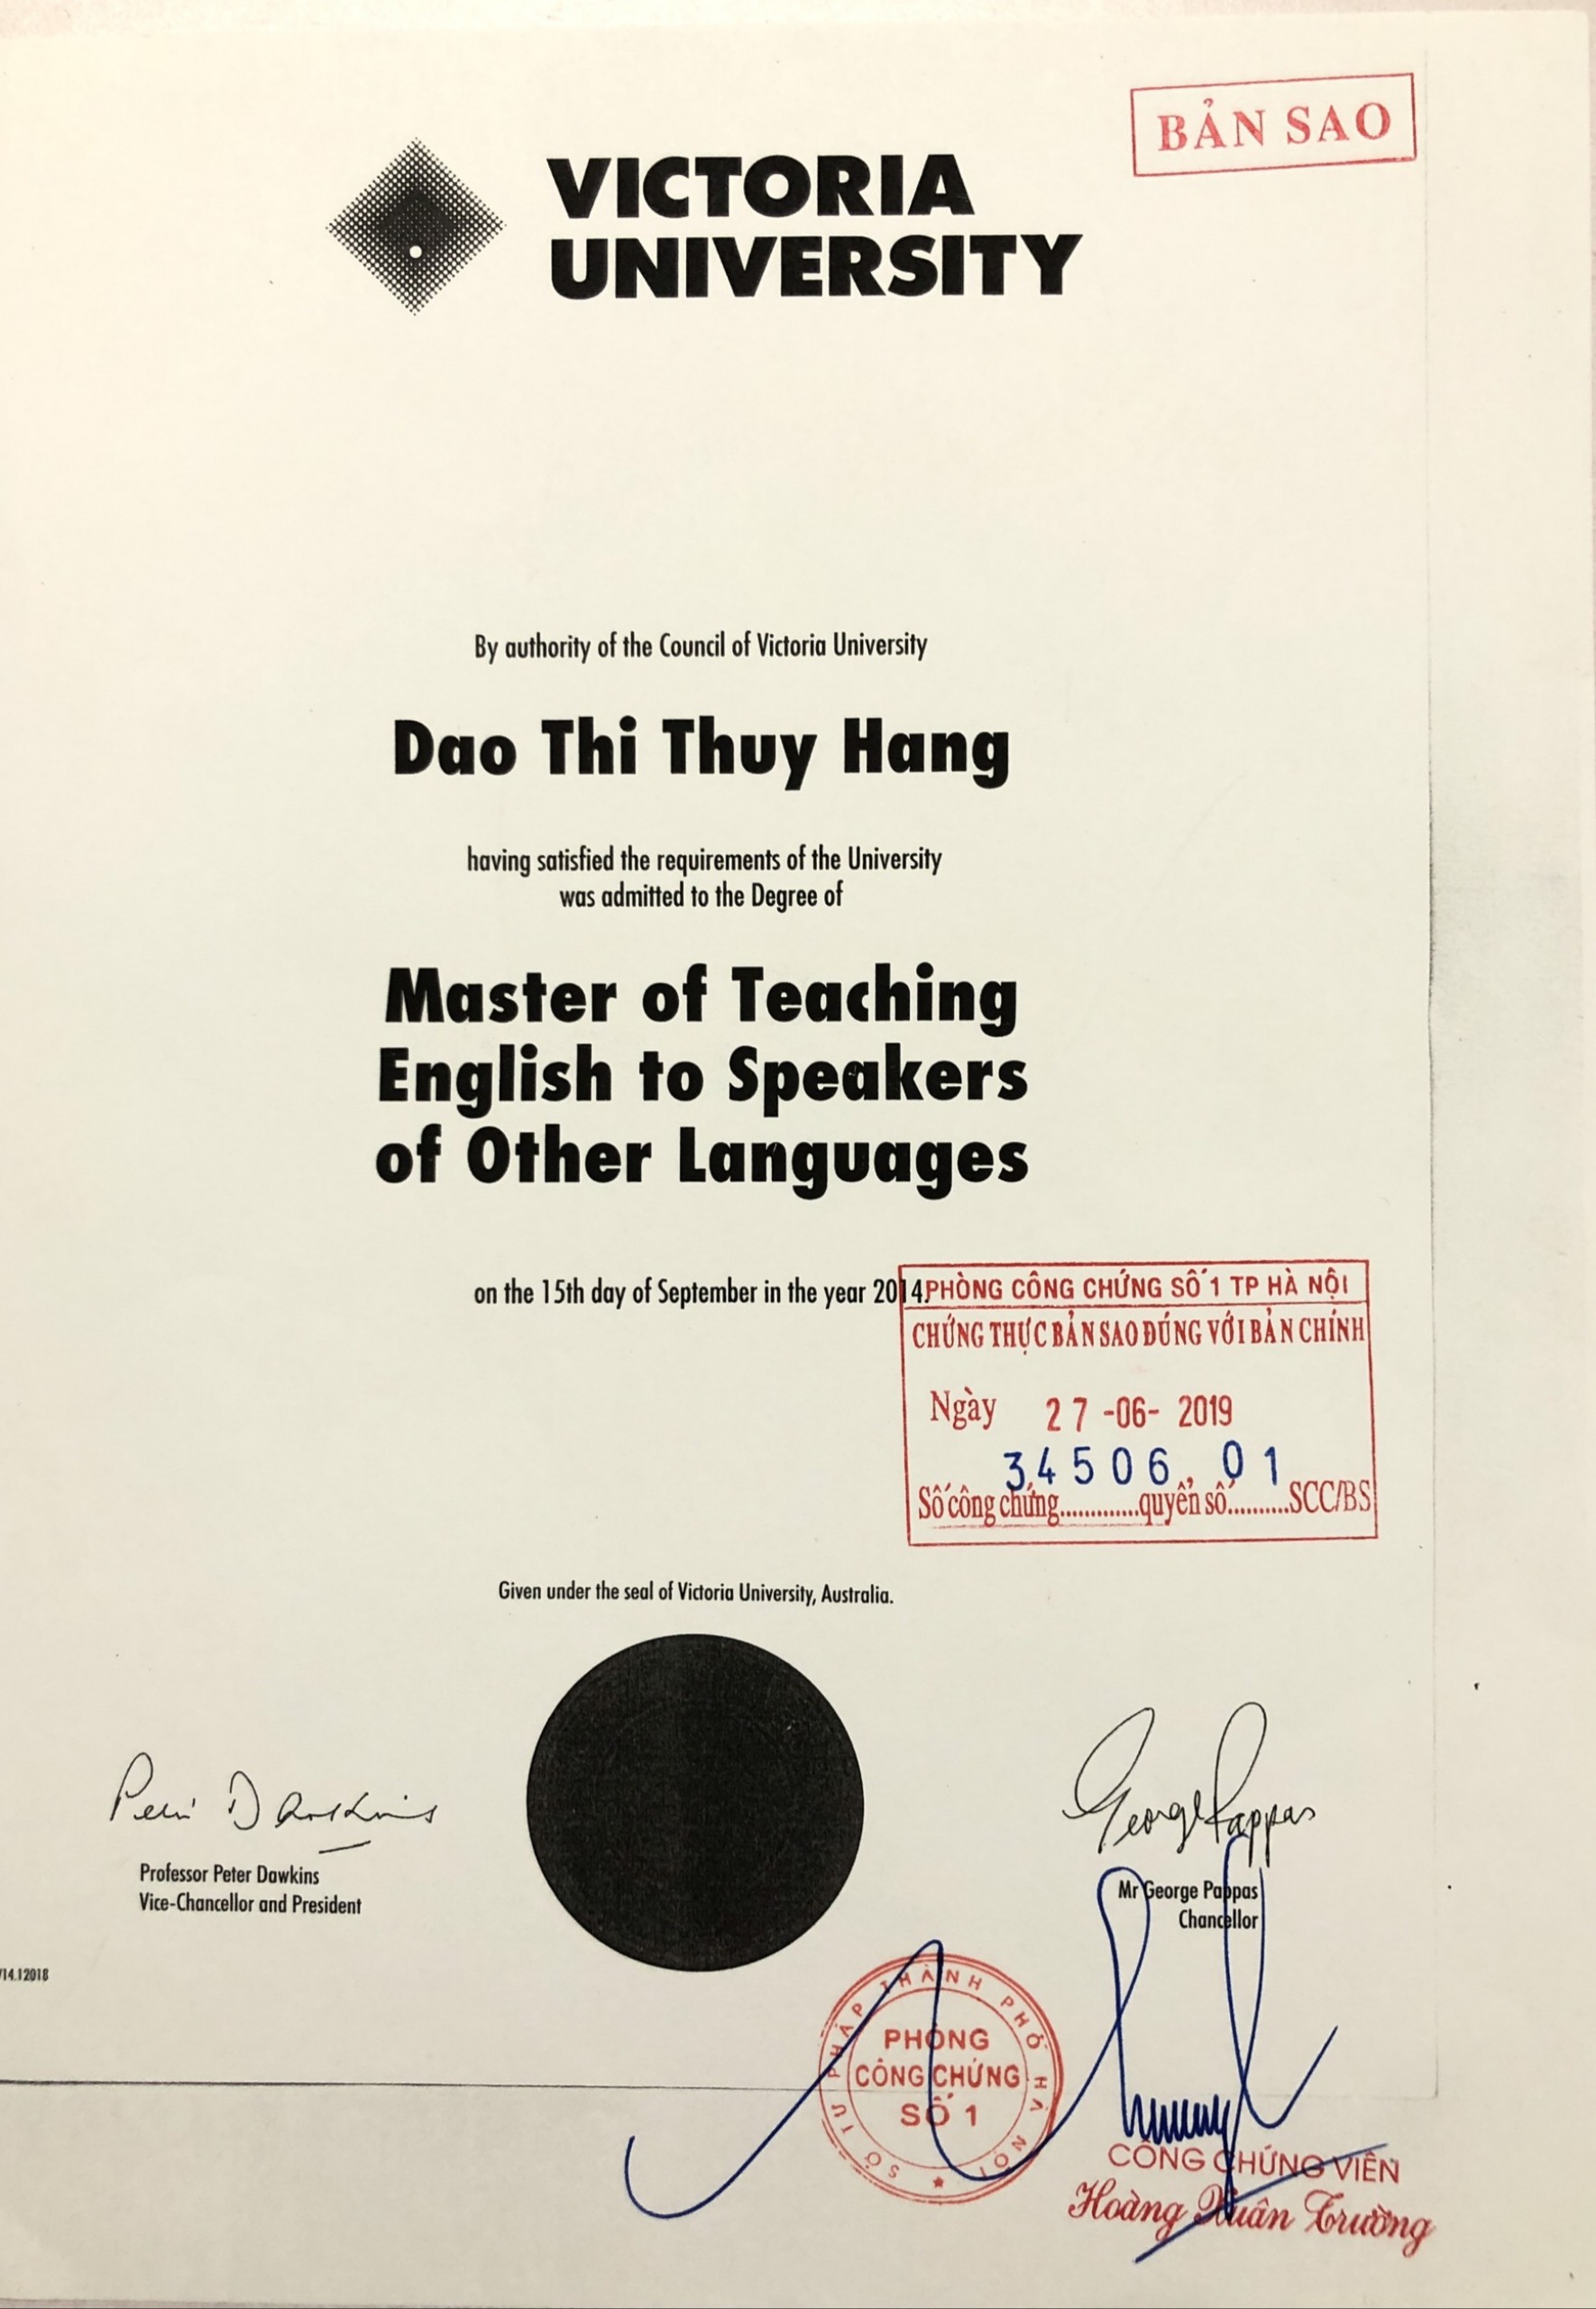 BẢN SAO
VICTORIA
UNIVERSITY
By authority of the Council of Victoria University
Dao Thi Thuy Hang
having satisfied the requirements of the University
was admitted to the Degree of
Master of Teaching
English to Speakers
of Other Languages
on the 15th day of September in the year 2014.
PHÒNG CÔNG CHỨNG SỐ 1 TP HÀ NỘI
CHỨNG THỰC BẢN SAO ĐÚNG VỚI BẢN CHÍNH
Ngày 27-06-2019
34506 01
Số công chứng.............quyển số..........SCC/BS
Given under the seal of Victoria University, Australia.
Peter Dawkins
George Pappas
Professor Peter Dawkins
Vice-Chancellor and President
Mr George Pappas
Chancellor
/14.12018
SỞ TƯ PHÁP THÀNH PHỐ HÀ NỘI
PHÒNG
CÔNG CHỨNG
SỐ 1
CÔNG CHỨNG VIÊN
Hoàng Xuân Trường